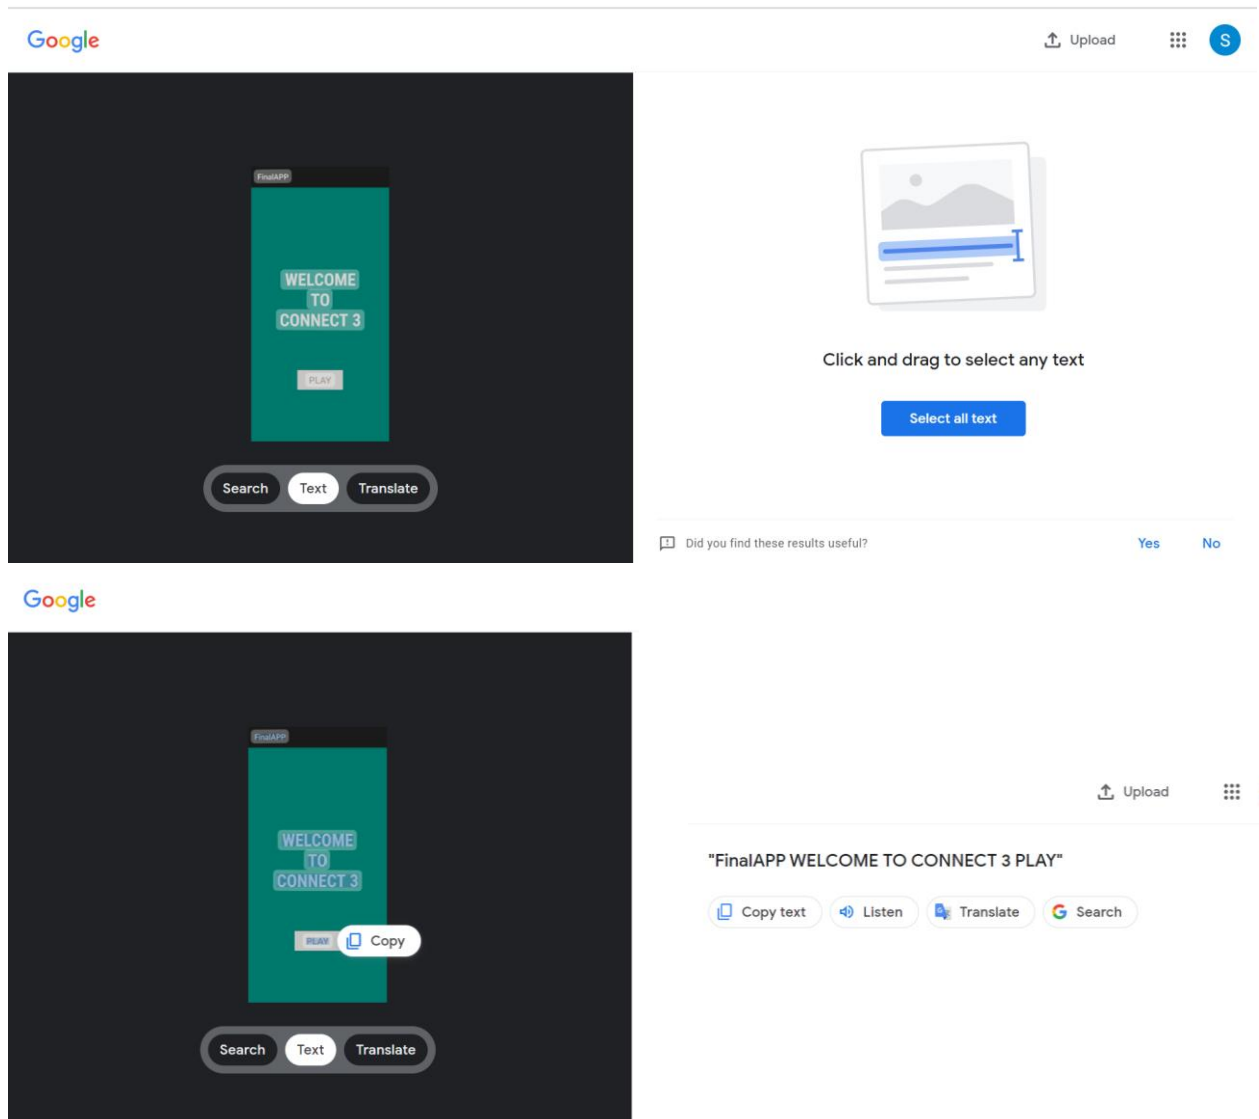 Google
Upload
S
FinalAPP
WELCOME
TO
CONNECT 3
PLAY
Search Text Translate
Click and drag to select any text
Select all text
Did you find these results useful? Yes No
Google
FinalAPP
WELCOME
TO
CONNECT 3
PLAY Copy
Search Text Translate
Upload
"FinalAPP WELCOME TO CONNECT 3 PLAY"
Copy text Listen Translate G Search